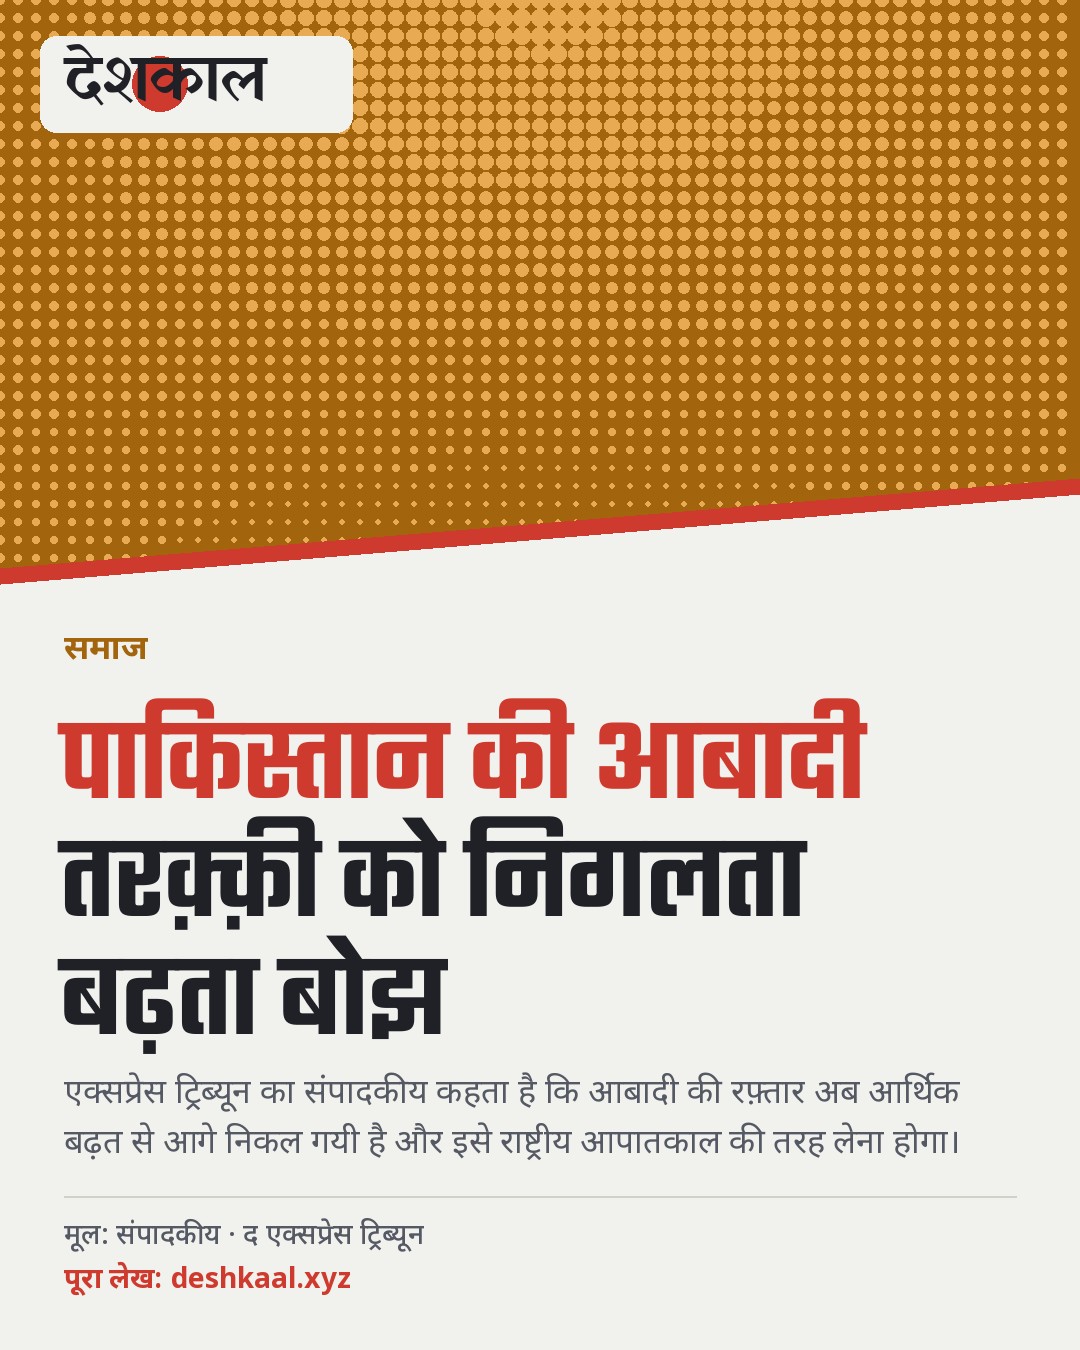 देशकाल
समाज
पाकिस्तान की आबादी
तरक़्क़ी को निगलता
बढ़ता बोझ
एक्सप्रेस ट्रिब्यून का संपादकीय कहता है कि आबादी की रफ़्तार अब आर्थिक
बढ़त से आगे निकल गयी है और इसे राष्ट्रीय आपातकाल की तरह लेना होगा।
मूल: संपादकीय · द एक्सप्रेस ट्रिब्यून
पूरा लेख: deshkaal.xyz